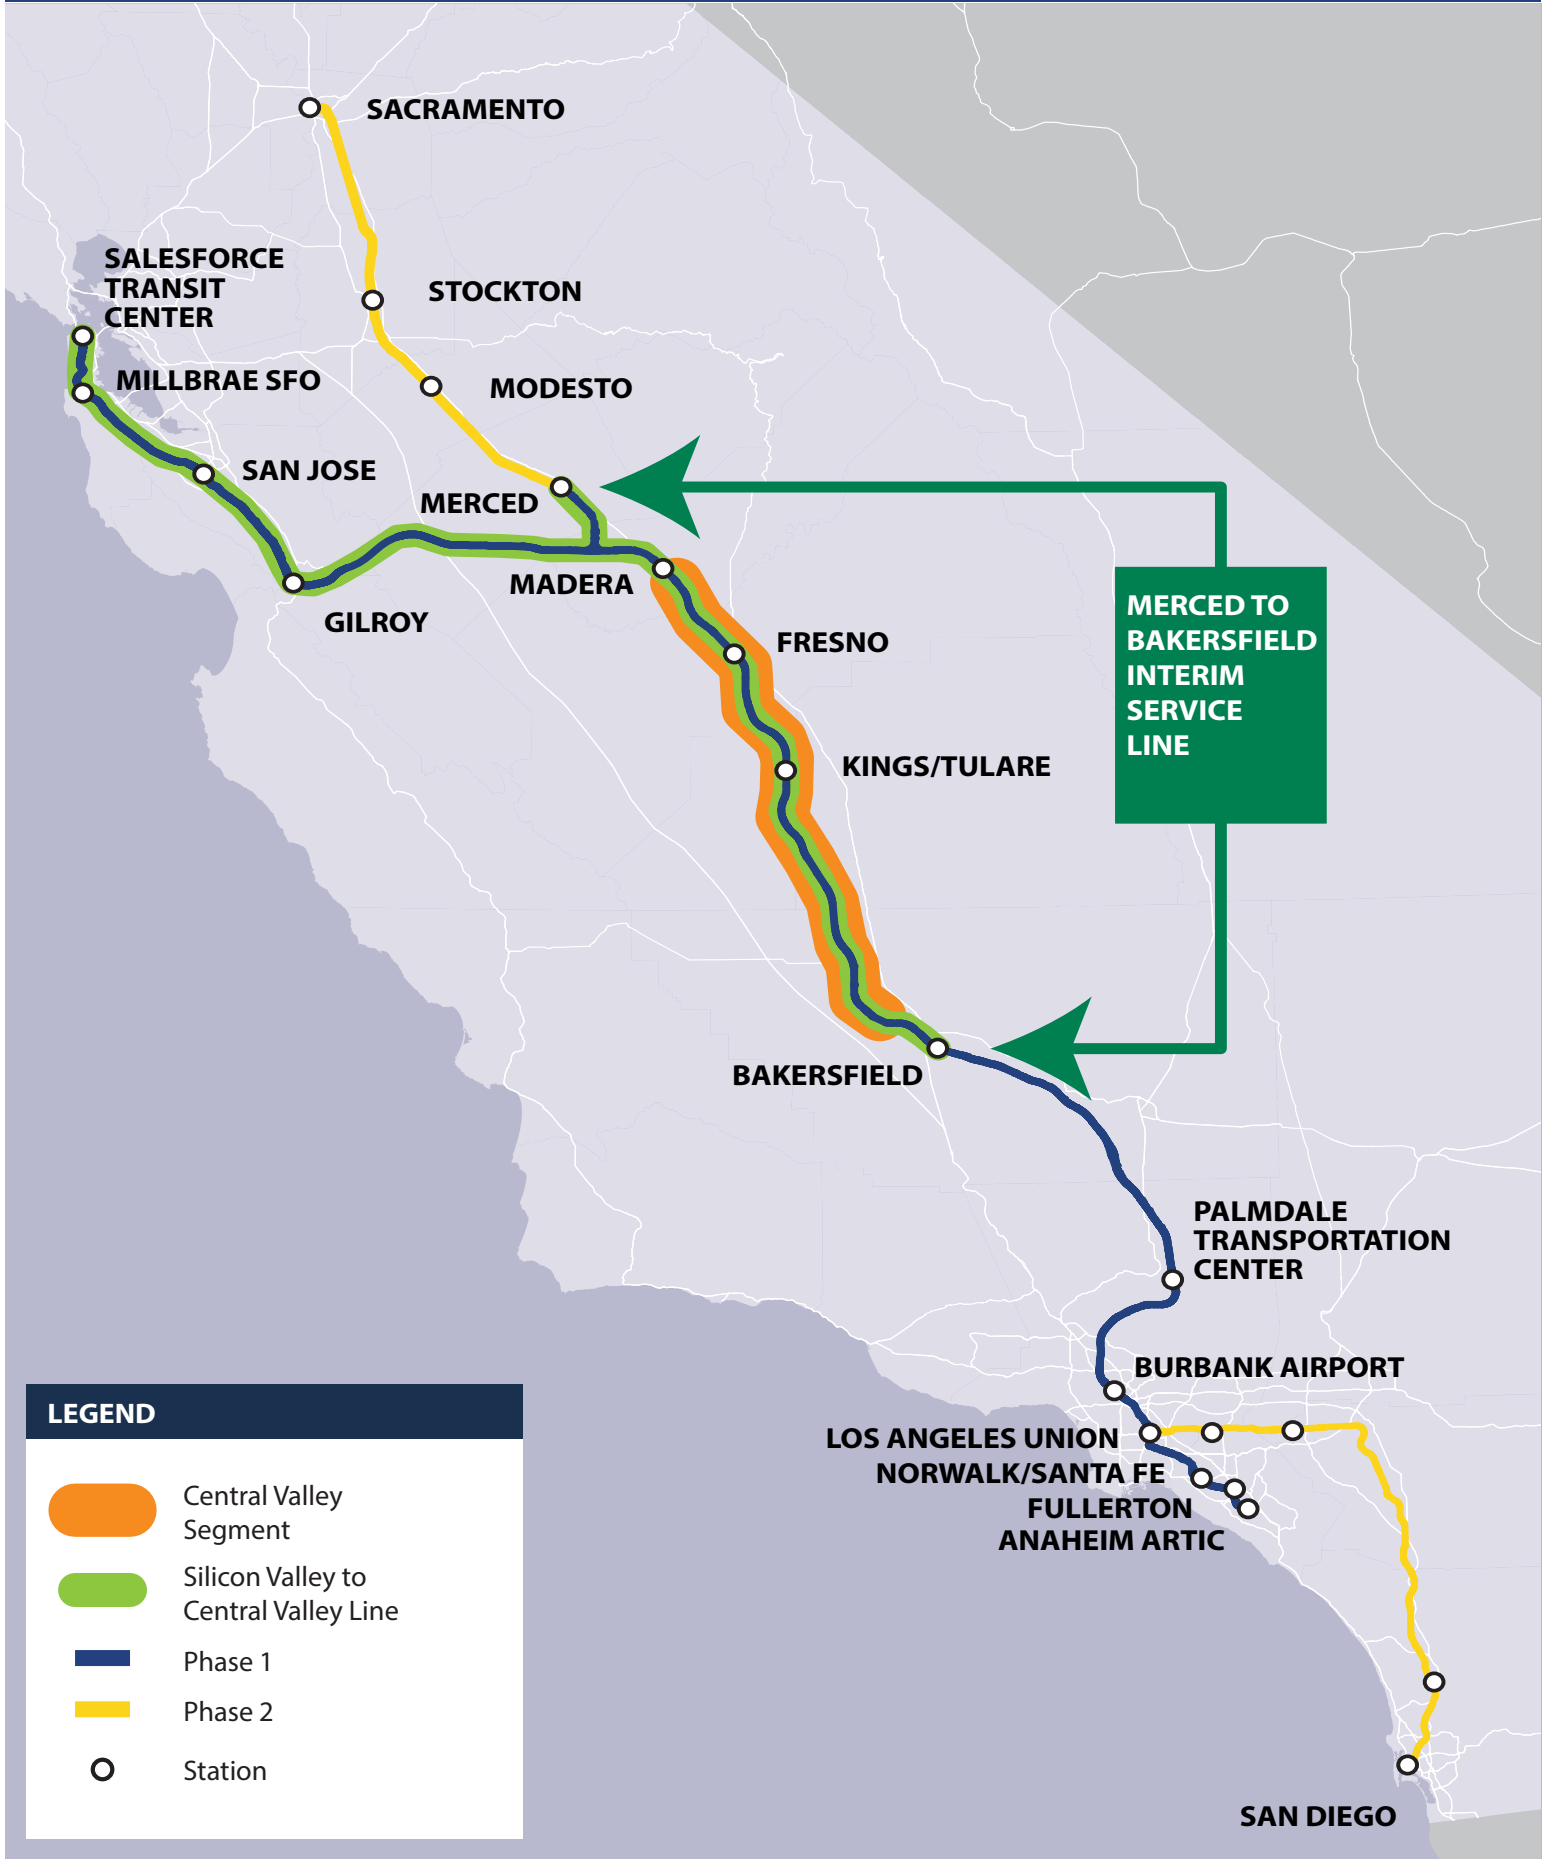 SACRAMENTO
SALESFORCE
TRANSIT
CENTER
STOCKTON
MILLBRAE SFO
MODESTO
SAN JOSE
MERCED
MADERA
GILROY
MERCED TO
BAKERSFIELD
INTERIM
SERVICE
LINE
FRESNO
KINGS/TULARE
BAKERSFIELD
PALMDALE
TRANSPORTATION
CENTER
BURBANK AIRPORT
LOS ANGELES UNION
NORWALK/SANTA FE
FULLERTON
ANAHEIM ARTIC
SAN DIEGO
LEGEND
Central Valley
Segment
Silicon Valley to
Central Valley Line
Phase 1
Phase 2
Station